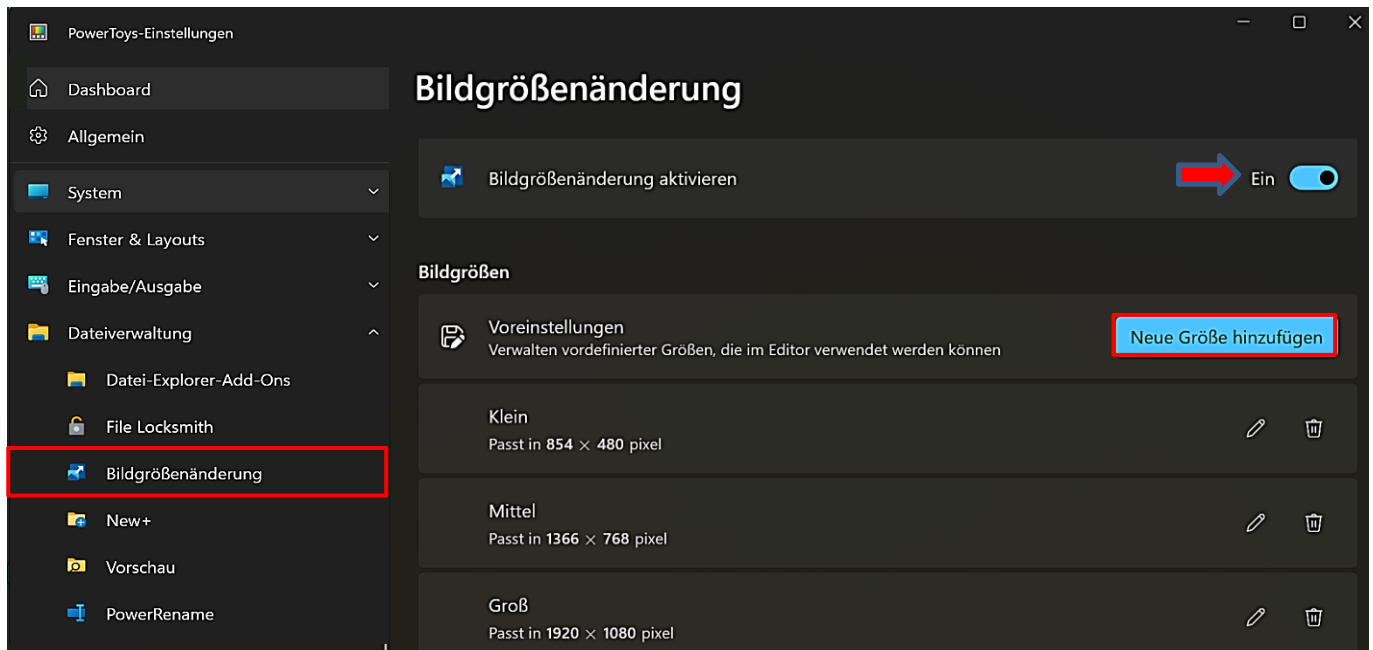 PowerToys-Einstellungen
Dashboard
Allgemein
System
Fenster & Layouts
Eingabe/Ausgabe
Dateiverwaltung
Datei-Explorer-Add-Ons
File Locksmith
Bildgrößenänderung
New+
Vorschau
PowerRename
Bildgrößenänderung
Bildgrößenänderung aktivieren
Ein
Bildgrößen
Voreinstellungen
Verwalten vordefinierter Größen, die im Editor verwendet werden können
Neue Größe hinzufügen
Klein
Passt in 854 × 480 pixel
Mittel
Passt in 1366 × 768 pixel
Groß
Passt in 1920 × 1080 pixel